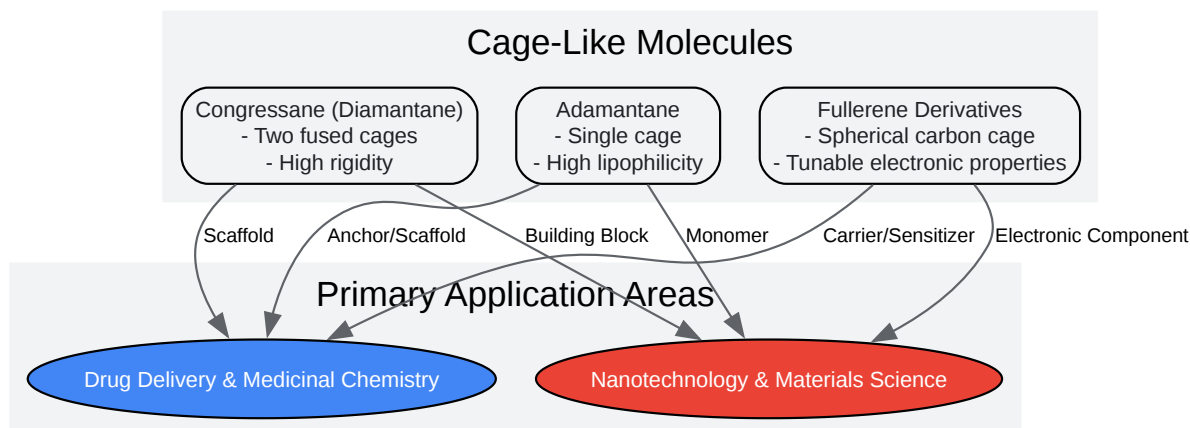 Cage-Like Molecules
Congressane (Diamantane)
- Two fused cages
- High rigidity
Adamantane
- Single cage
- High lipophilicity
Fullerene Derivatives
- Spherical carbon cage
- Tunable electronic properties
Scaffold
Anchor/Scaffold
Building Block
Monomer
Carrier/Sensitizer
Electronic Component
Primary Application Areas
Drug Delivery & Medicinal Chemistry
Nanotechnology & Materials Science